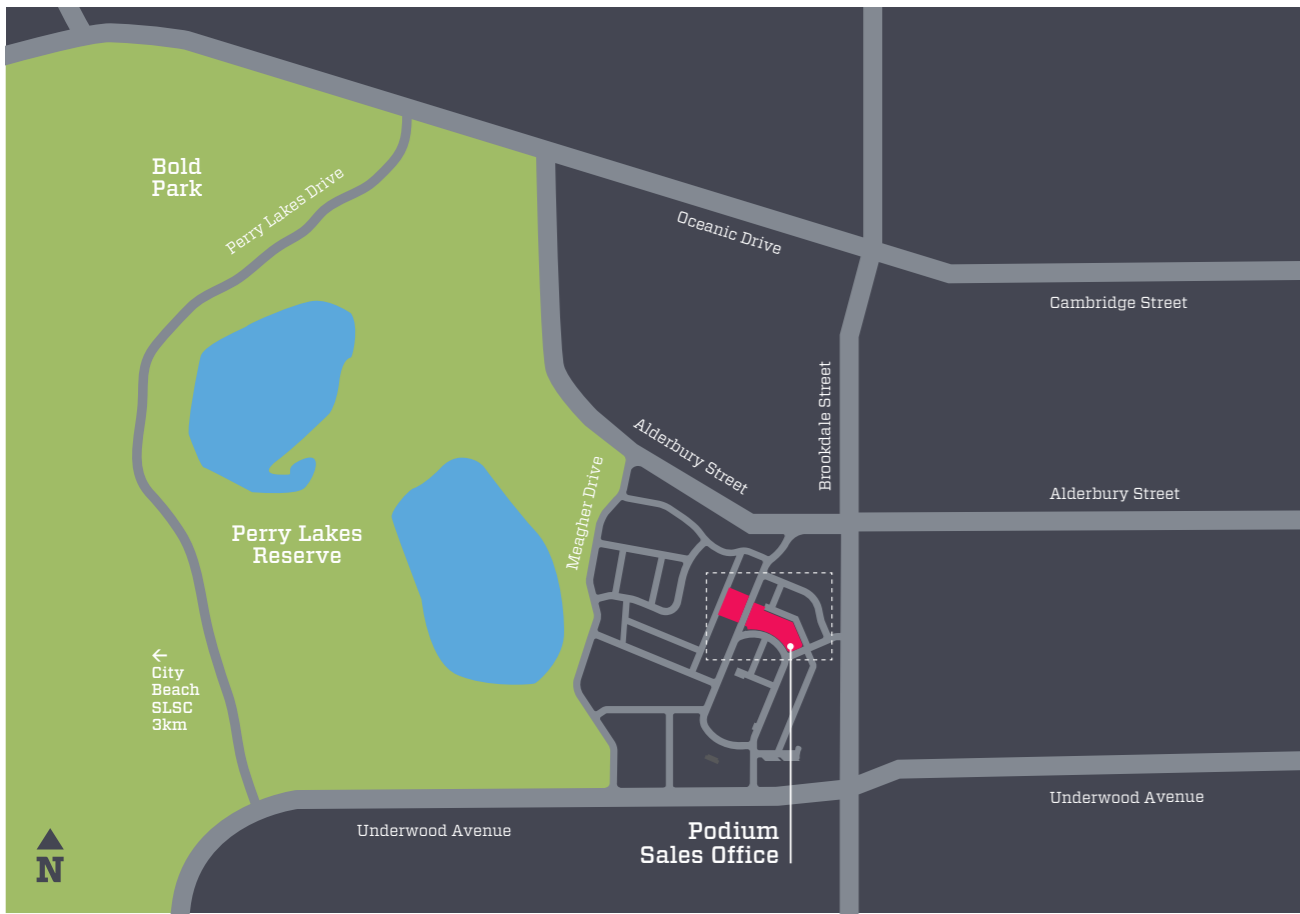 Bold
Park
Perry Lakes Drive
Oceanic Drive
Cambridge Street
Brookdale Street
Alderbury Street
Alderbury Street
Meagher Drive
Perry Lakes
Reserve
←
City
Beach
SLSC
3km
Underwood Avenue
Underwood Avenue
Podium
Sales Office
N